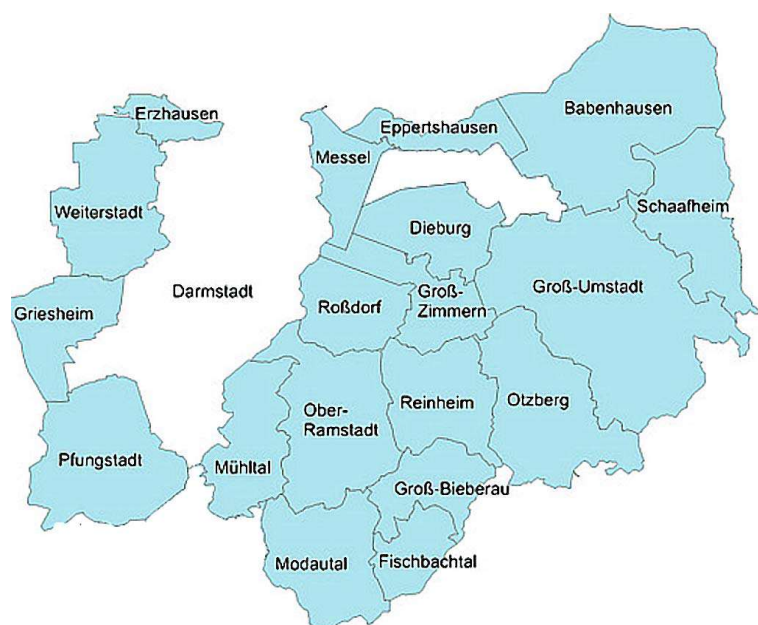 Erzhausen
Babenhausen
Eppertshausen
Messel
Weiterstadt
Schaafheim
Dieburg
Darmstadt
Groß-Umstadt
Groß-
Zimmern
Roßdorf
Griesheim
Reinheim
Otzberg
Ober-
Ramstadt
Pfungstadt
Mühltal
Groß-Bieberau
Modautal
Fischbachtal